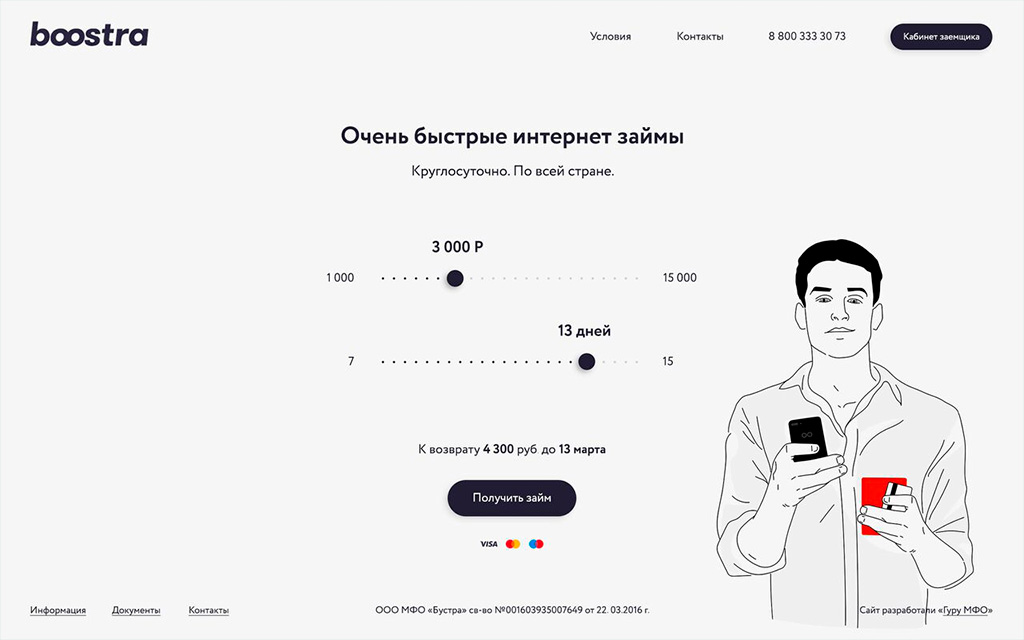 boostra
Условия Контакты 8 800 333 30 73 Кабинет заемщика
Очень быстрые интернет займы
Круглосуточно. По всей стране.
3 000 Р
1 000 15 000
13 дней
7 15
К возврату 4 300 руб до 13 марта
Получить займ
VISA
Информация Документы Контакты ООО МФО «Бустра» св-во №001603935007649 от 22. 03.2016 г. Сайт разработали «Гуру МФО»